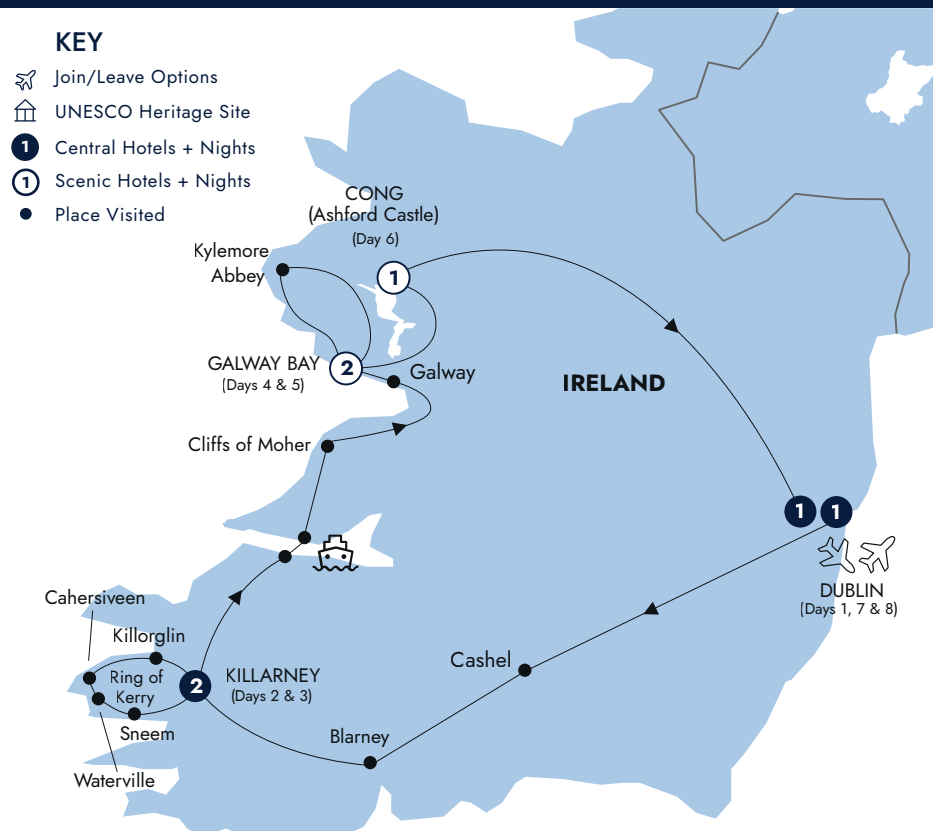 KEY
Join/Leave Options
UNESCO Heritage Site
1 Central Hotels + Nights
1 Scenic Hotels + Nights
Place Visited
CONG
(Ashford Castle)
(Day 6)
Kylemore
Abbey
1
GALWAY BAY
(Days 4 & 5)
2
Galway
IRELAND
Cliffs of Moher
1 1
DUBLIN
(Days 1, 7 & 8)
Cahersiveen
Killorglin
Ring of
Kerry
2
KILLARNEY
(Days 2 & 3)
Cashel
Sneem
Blarney
Waterville